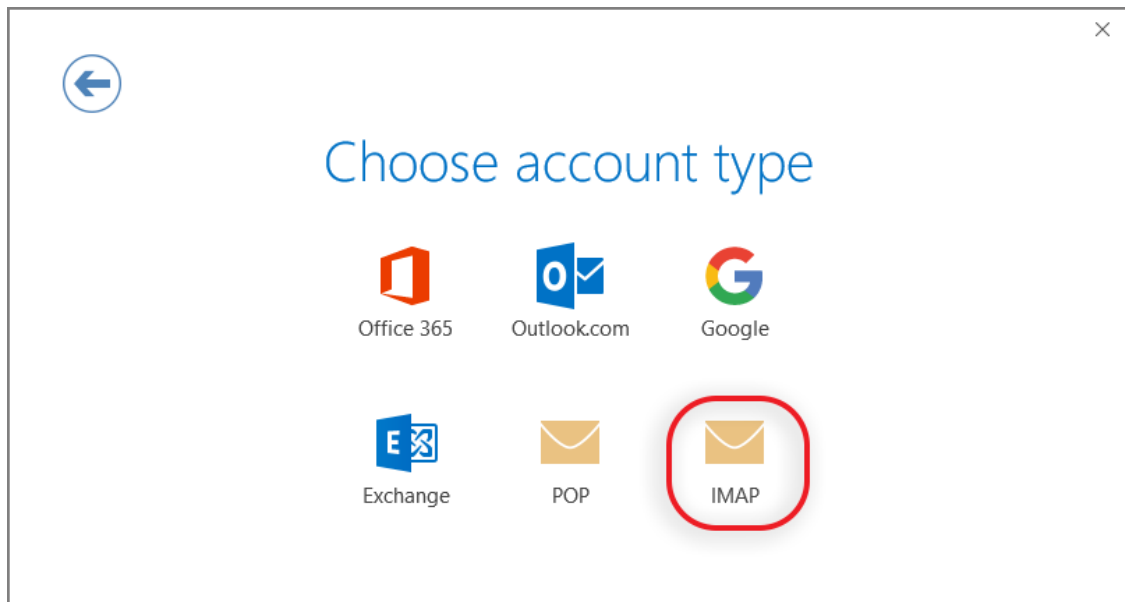 Choose account type
Office 365
Outlook.com
Google
Exchange
POP
IMAP